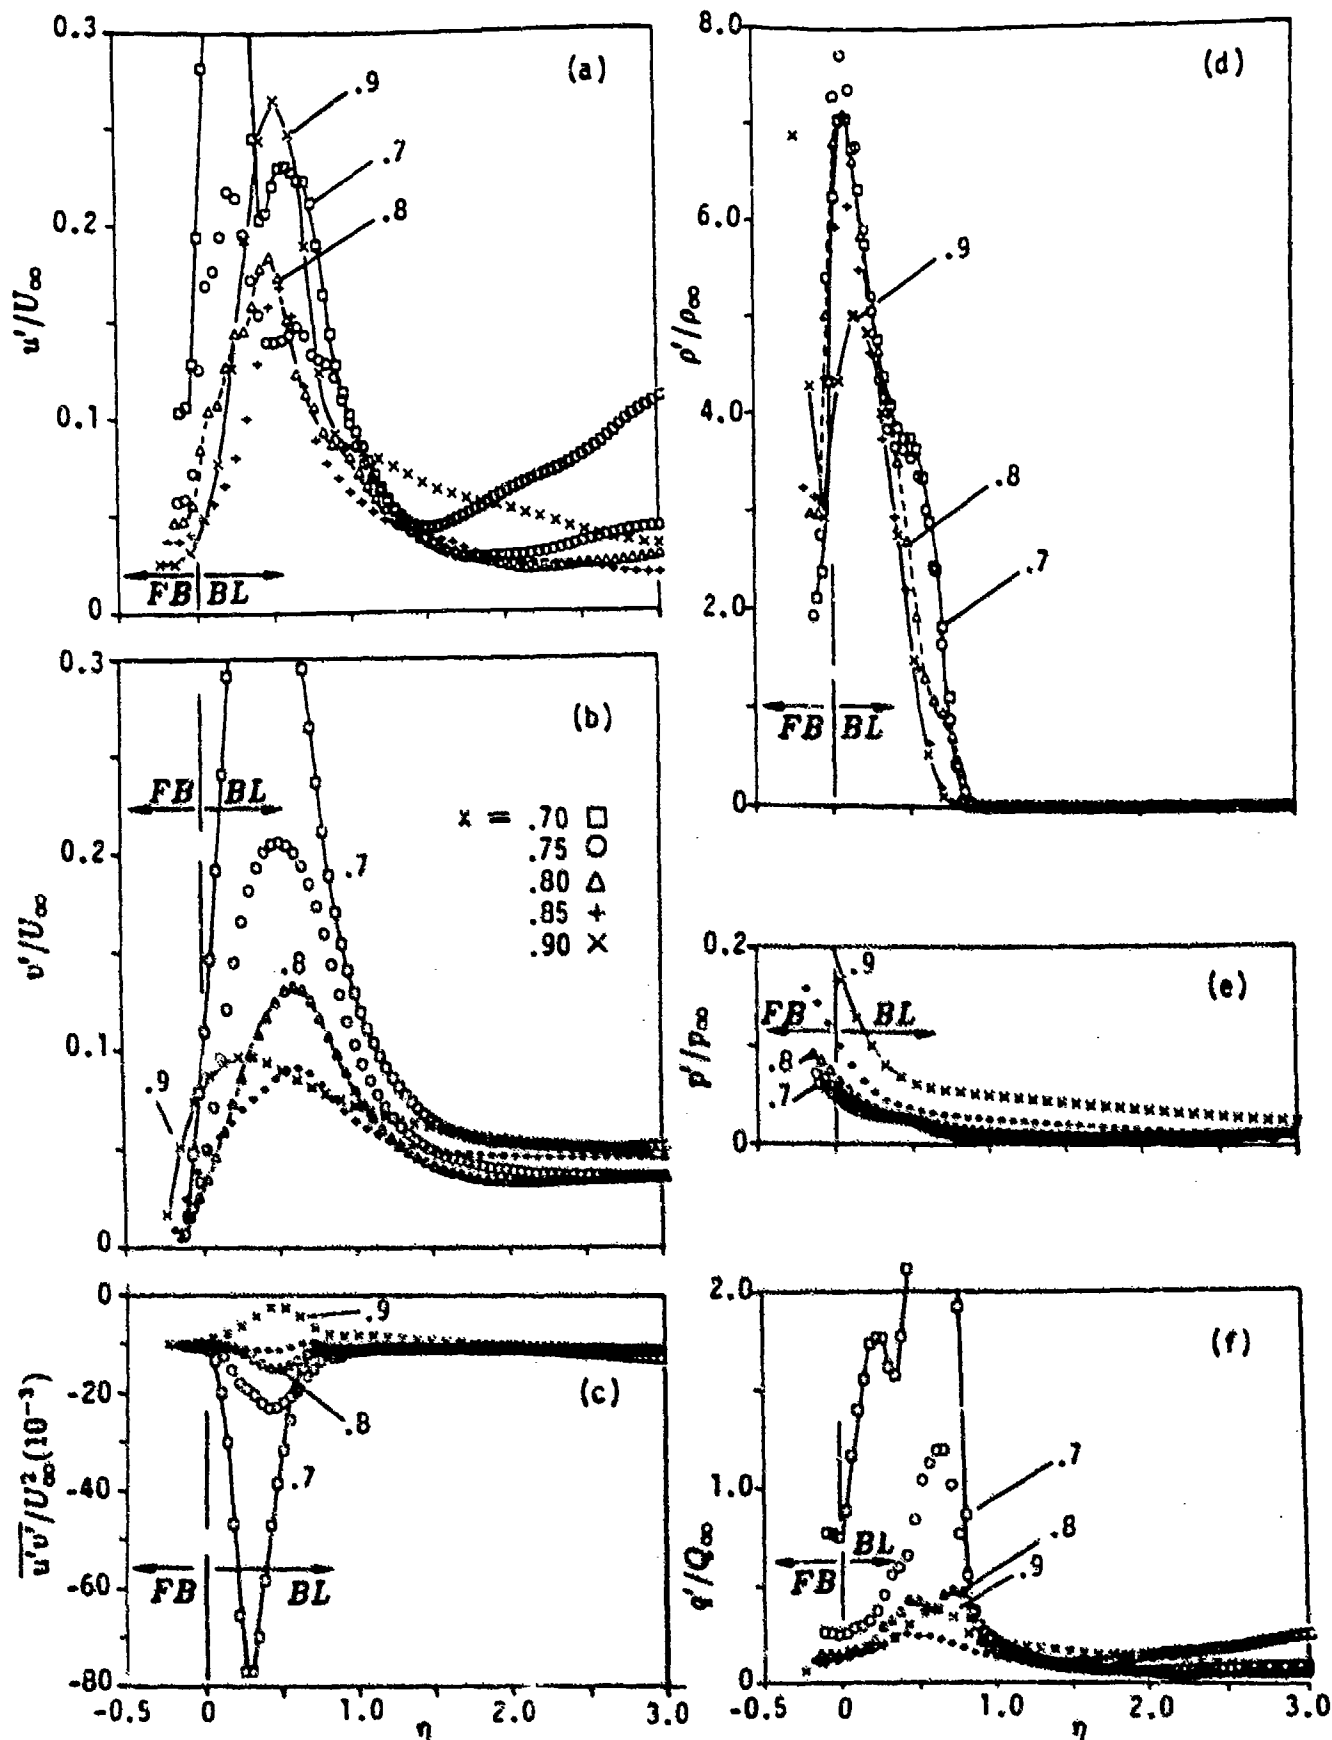 0.3
(a)
.9
.7
0.2
.8
u'/U∞
0.1
FB BL
0
0.3
(b)
FB BL
x = .70 □
.75 ○
.80 △
.85 +
.90 ×
0.2
.7
v'/U∞
.8
0.1
.9
0
0
.9
(c)
-20
.8
u'v'/U∞²(10⁻³)
-40
.7
-60
FB BL
-80
-0.5 0 1.0 2.0 3.0
η
8.0
(d)
6.0
.9
ρ'/ρ∞
4.0
.8
.7
2.0
FB BL
0
0.2
.9
(e)
FB BL
p'/p∞
.8
.7
0
2.0
(f)
.7
1.0
.8
BL
FB
.9
q'/Q∞
0
-0.5 0 1.0 2.0 3.0
η